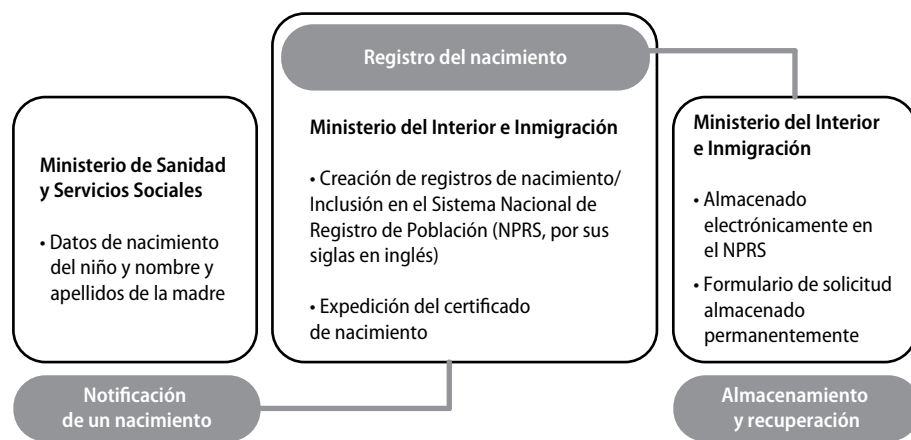 Registro del nacimiento
Ministerio de Sanidad
y Servicios Sociales
• Datos de nacimiento
del niño y nombre y
apellidos de la madre
Notificación
de un nacimiento
Ministerio del Interior e Inmigración
• Creación de registros de nacimiento/
Inclusión en el Sistema Nacional de
Registro de Población (NPRS, por sus
siglas en inglés)
• Expedición del certificado
de nacimiento
Ministerio del Interior
e Inmigración
• Almacenado
electrónicamente en
el NPRS
• Formulario de solicitud
almacenado
permanentemente
Almacenamiento
y recuperación